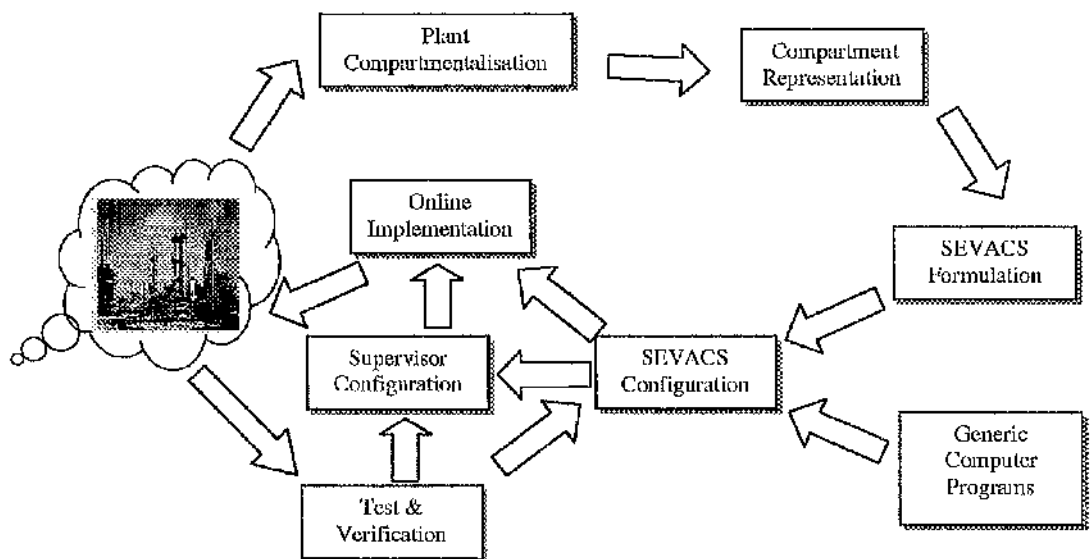 Plant
Compartmentalisation
Compartment
Representation
Online
Implementation
SEVACS
Formulation
Supervisor
Configuration
SEVACS
Configuration
Generic
Computer
Programs
Test &
Verification